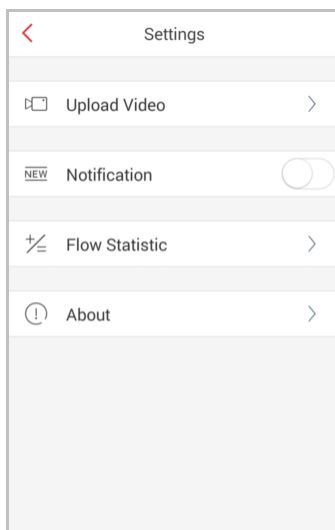 Settings
Upload Video
NEW Notification
Flow Statistic
About